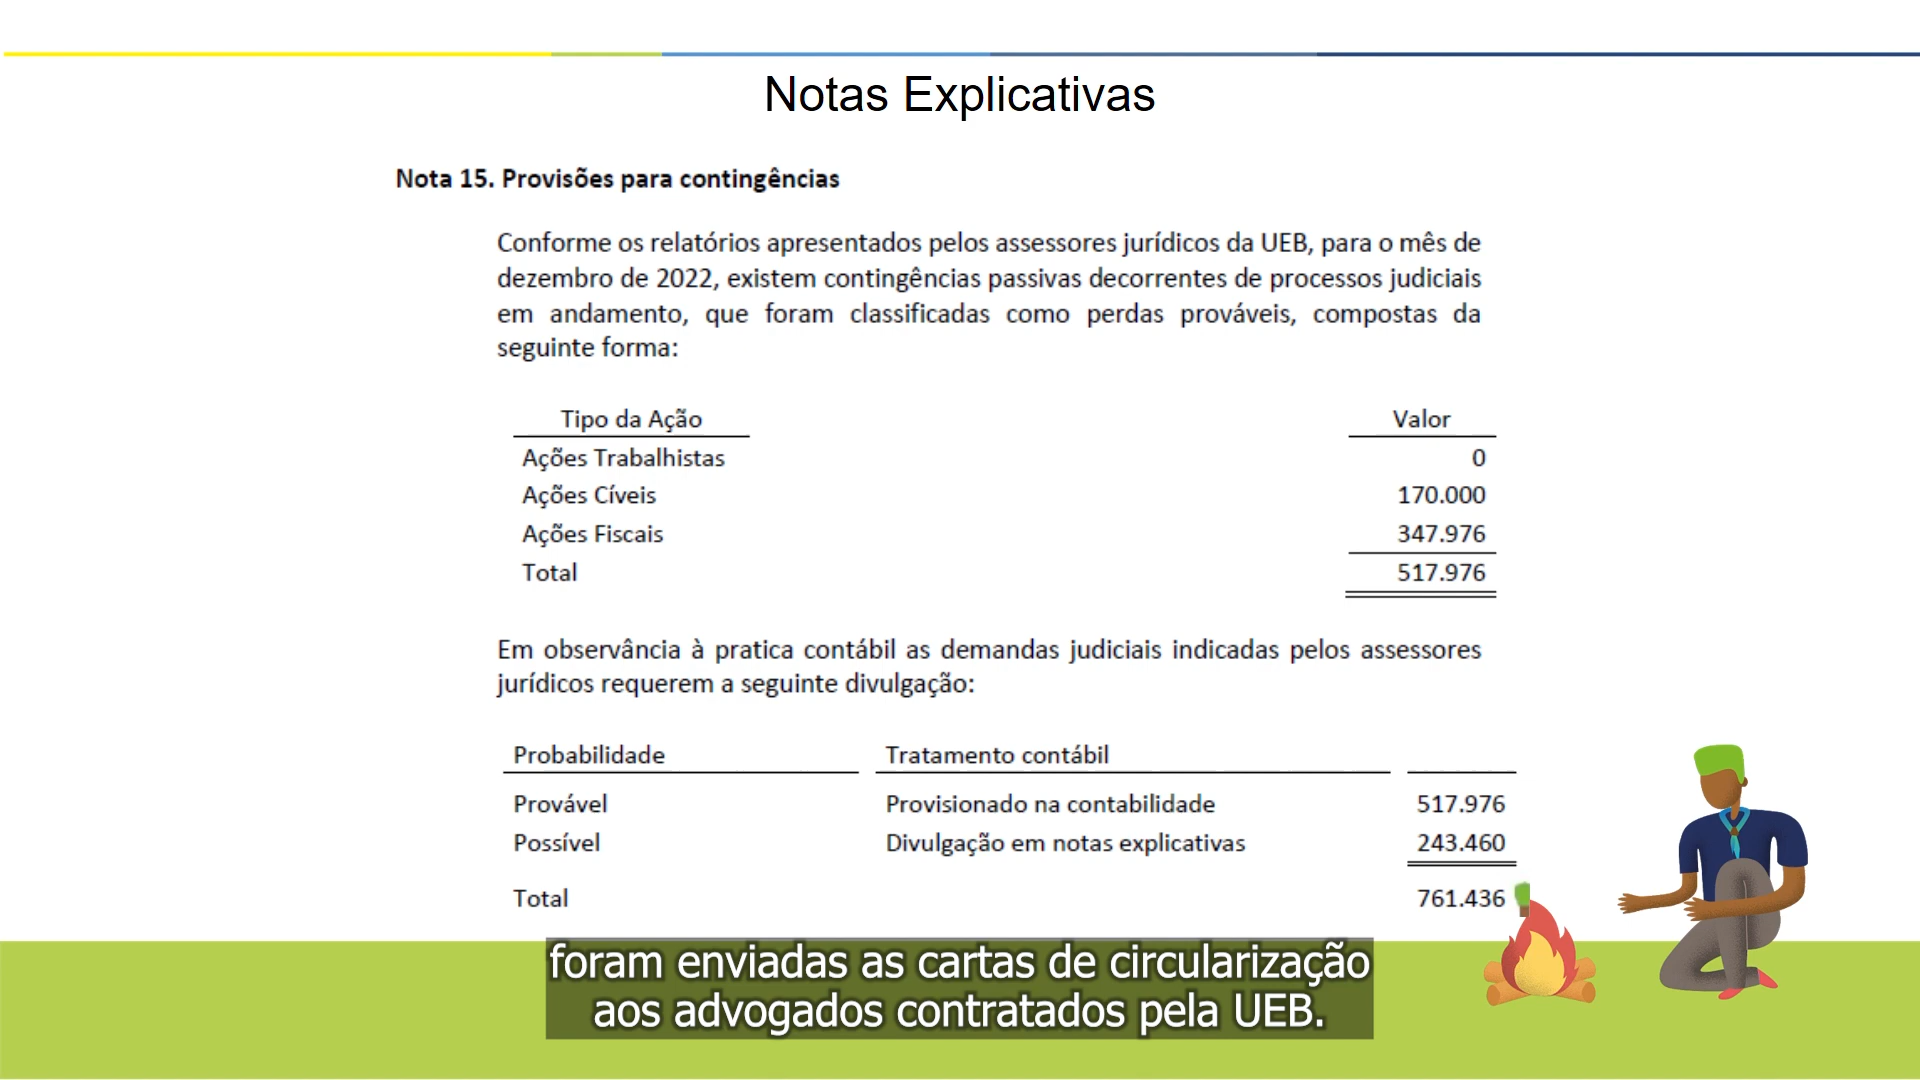 Notas Explicativas
Nota 15. Provisões para contingências
Conforme os relatórios apresentados pelos assessores jurídicos da UEB, para o mês de
dezembro de 2022, existem contingências passivas decorrentes de processos judiciais
em andamento, que foram classificadas como perdas prováveis, compostas da
seguinte forma:
Tipo da Ação Valor
Ações Trabalhistas 0
Ações Cíveis 170.000
Ações Fiscais 347.976
Total 517.976
Em observância à pratica contábil as demandas judiciais indicadas pelos assessores
jurídicos requerem a seguinte divulgação:
Probabilidade Tratamento contábil
Provável Provisionado na contabilidade 517.976
Possível Divulgação em notas explicativas 243.460
Total 761.436
foram enviadas as cartas de circularização
aos advogados contratados pela UEB.